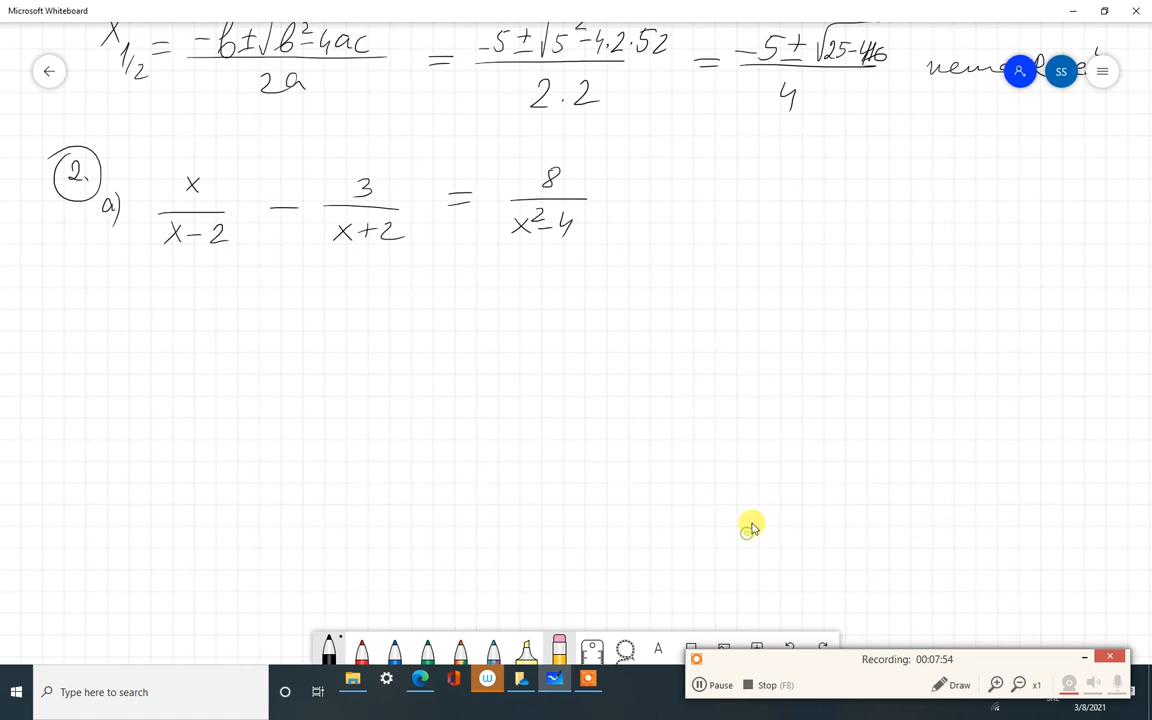 Microsoft Whiteboard
x 1/2 = -b±√b²-4ac / 2a = -5±√5²-4·2·52 / 2·2 = -5±√25-416 / 4
SS
2.
a) x / x-2 - 3 / x+2 = 8 / x²-4
A
Recording: 00:07:54
Pause Stop (F8) Draw x1
Type here to search
3/8/2021